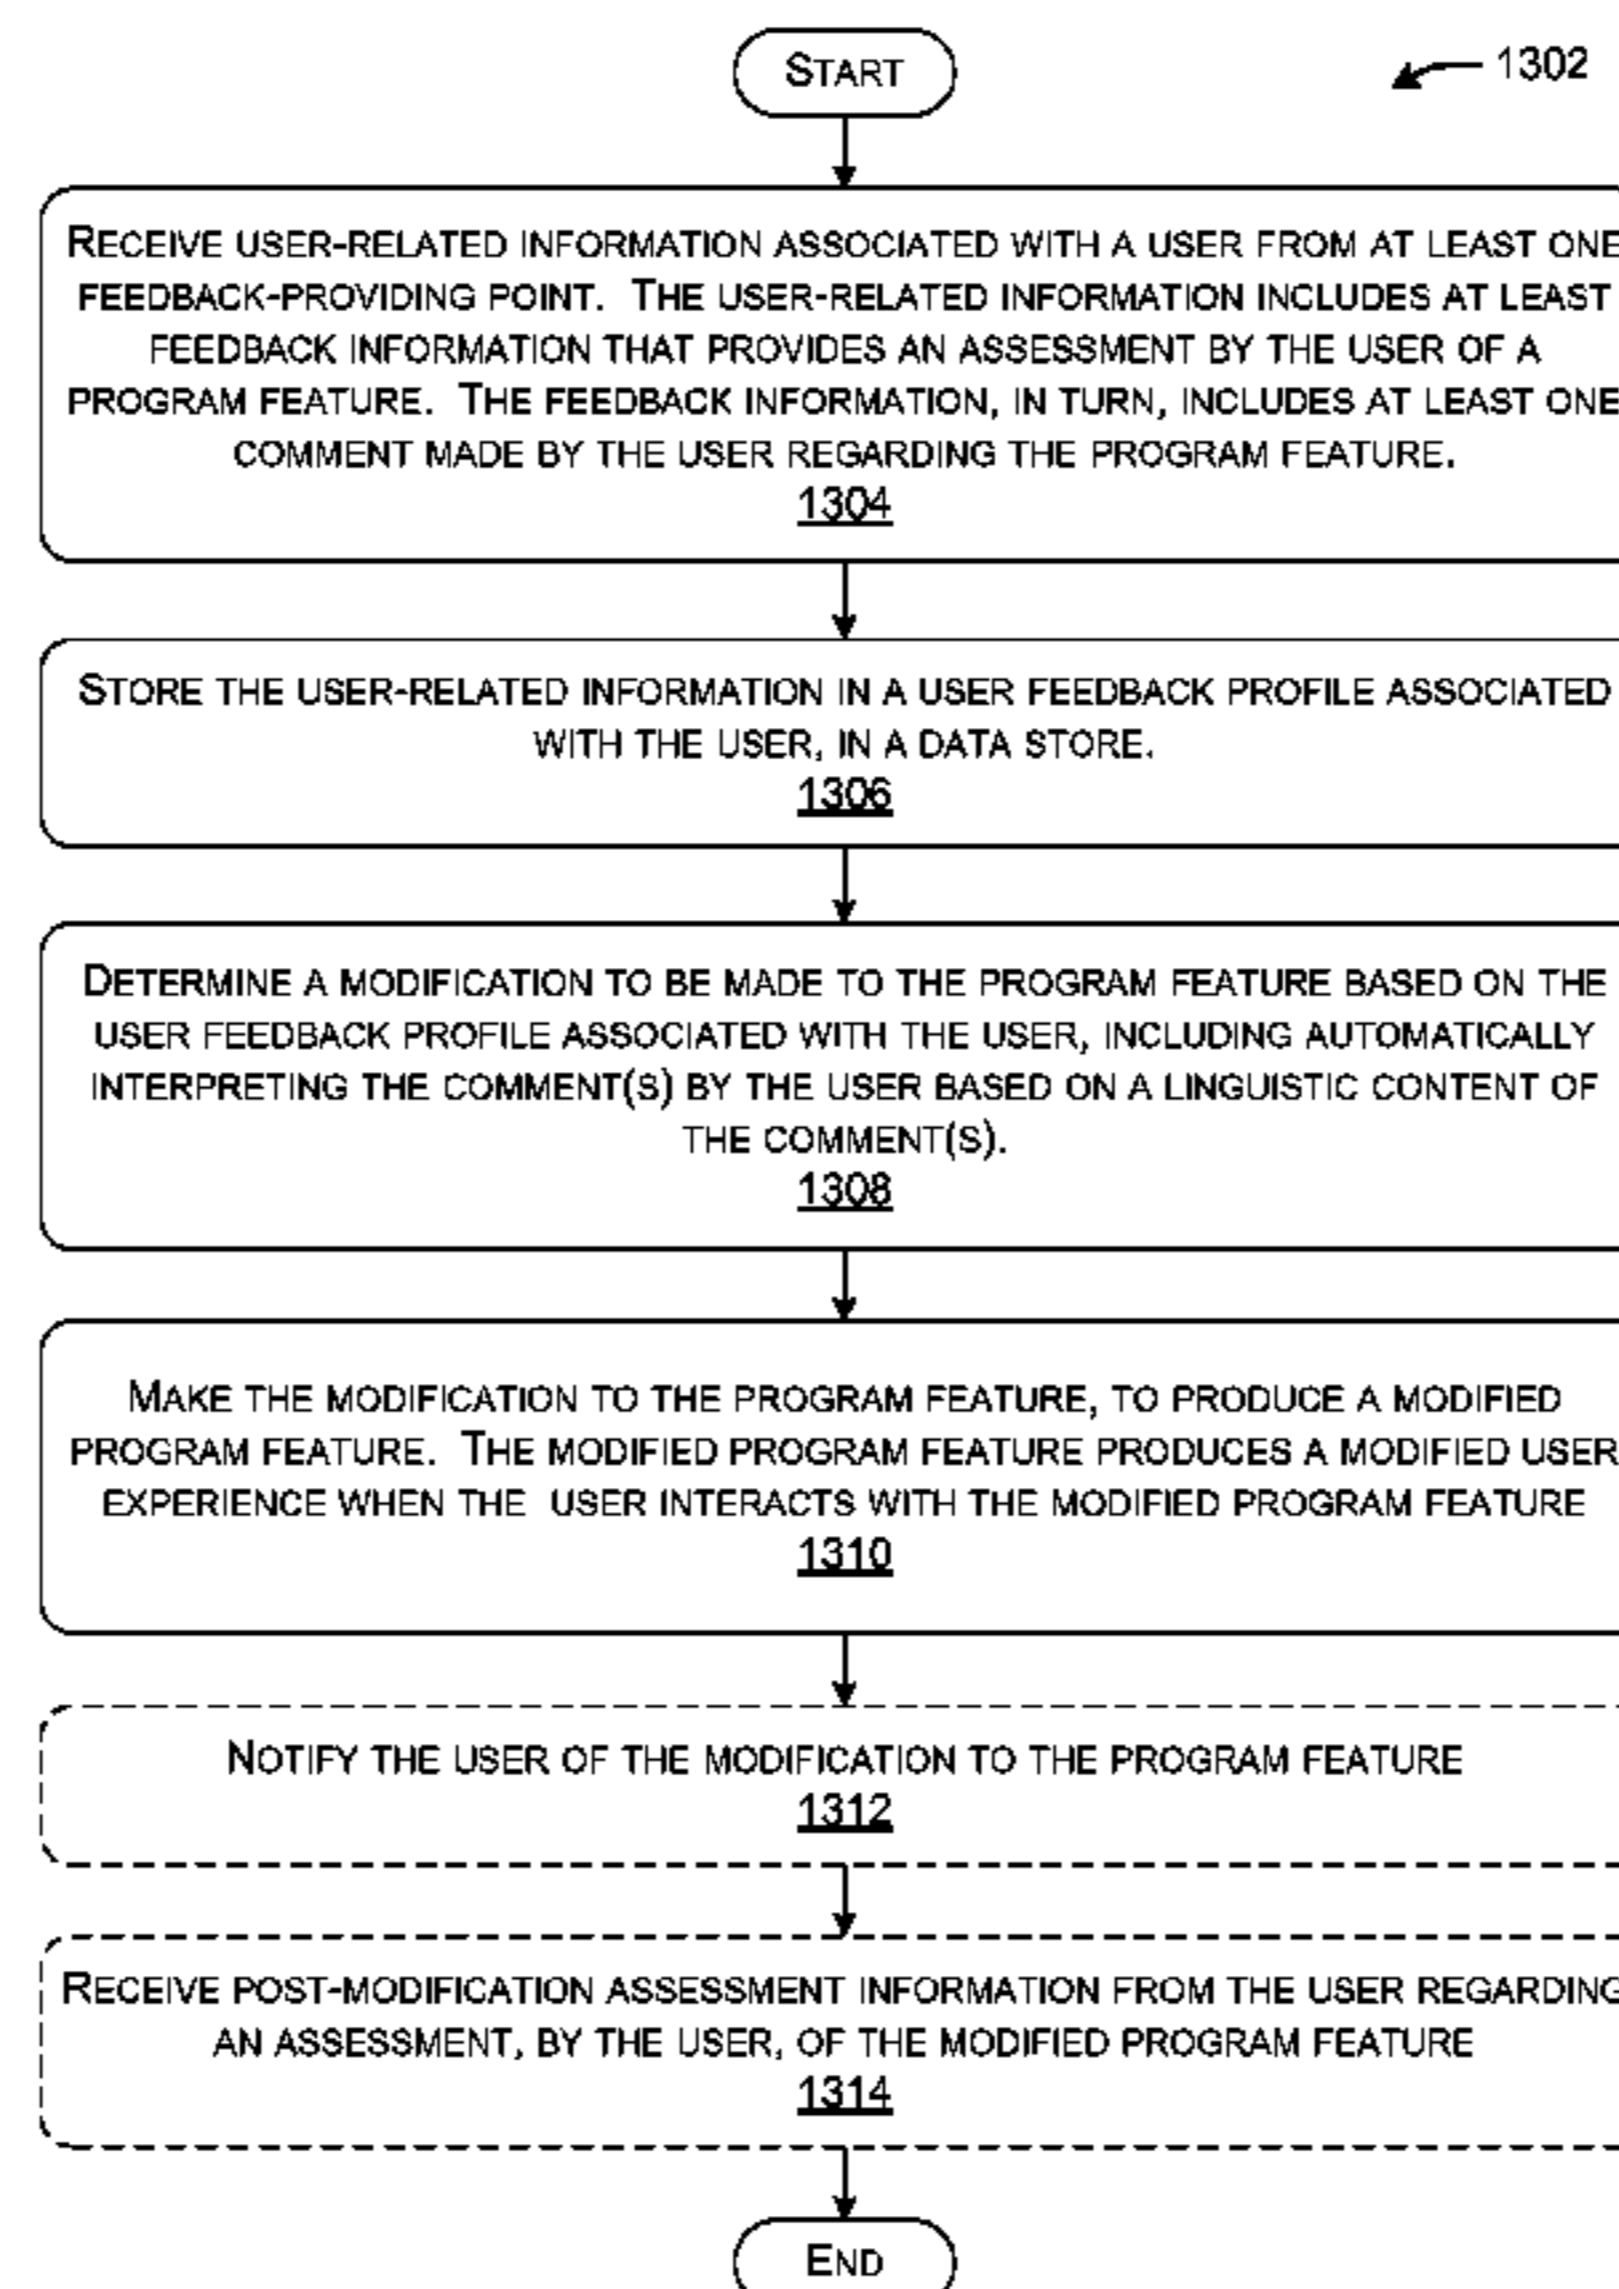 START
1302
RECEIVE USER-RELATED INFORMATION ASSOCIATED WITH A USER FROM AT LEAST ONE
FEEDBACK-PROVIDING POINT. THE USER-RELATED INFORMATION INCLUDES AT LEAST
FEEDBACK INFORMATION THAT PROVIDES AN ASSESSMENT BY THE USER OF A
PROGRAM FEATURE. THE FEEDBACK INFORMATION, IN TURN, INCLUDES AT LEAST ONE
COMMENT MADE BY THE USER REGARDING THE PROGRAM FEATURE.
1304
STORE THE USER-RELATED INFORMATION IN A USER FEEDBACK PROFILE ASSOCIATED
WITH THE USER, IN A DATA STORE.
1306
DETERMINE A MODIFICATION TO BE MADE TO THE PROGRAM FEATURE BASED ON THE
USER FEEDBACK PROFILE ASSOCIATED WITH THE USER, INCLUDING AUTOMATICALLY
INTERPRETING THE COMMENT(S) BY THE USER BASED ON A LINGUISTIC CONTENT OF
THE COMMENT(S).
1308
MAKE THE MODIFICATION TO THE PROGRAM FEATURE, TO PRODUCE A MODIFIED
PROGRAM FEATURE. THE MODIFIED PROGRAM FEATURE PRODUCES A MODIFIED USER
EXPERIENCE WHEN THE USER INTERACTS WITH THE MODIFIED PROGRAM FEATURE
1310
NOTIFY THE USER OF THE MODIFICATION TO THE PROGRAM FEATURE
1312
RECEIVE POST-MODIFICATION ASSESSMENT INFORMATION FROM THE USER REGARDING
AN ASSESSMENT, BY THE USER, OF THE MODIFIED PROGRAM FEATURE
1314
END